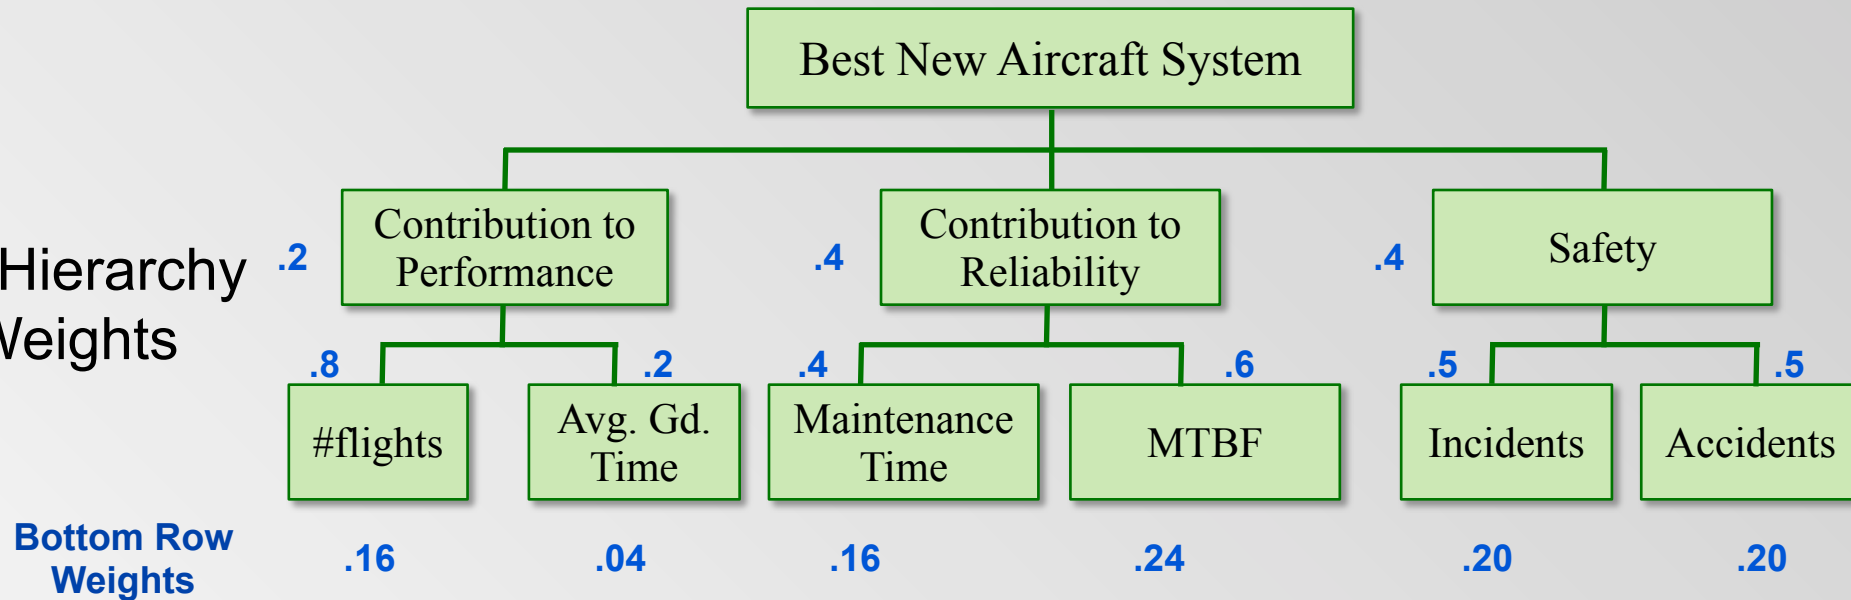 Best New Aircraft System
Hierarchy
Weights
.2
Contribution to
Performance
.4
Contribution to
Reliability
.4
Safety
.8
.2
.4
.6
.5
.5
#flights
Avg. Gd.
Time
Maintenance
Time
MTBF
Incidents
Accidents
Bottom Row
Weights
.16
.04
.16
.24
.20
.20